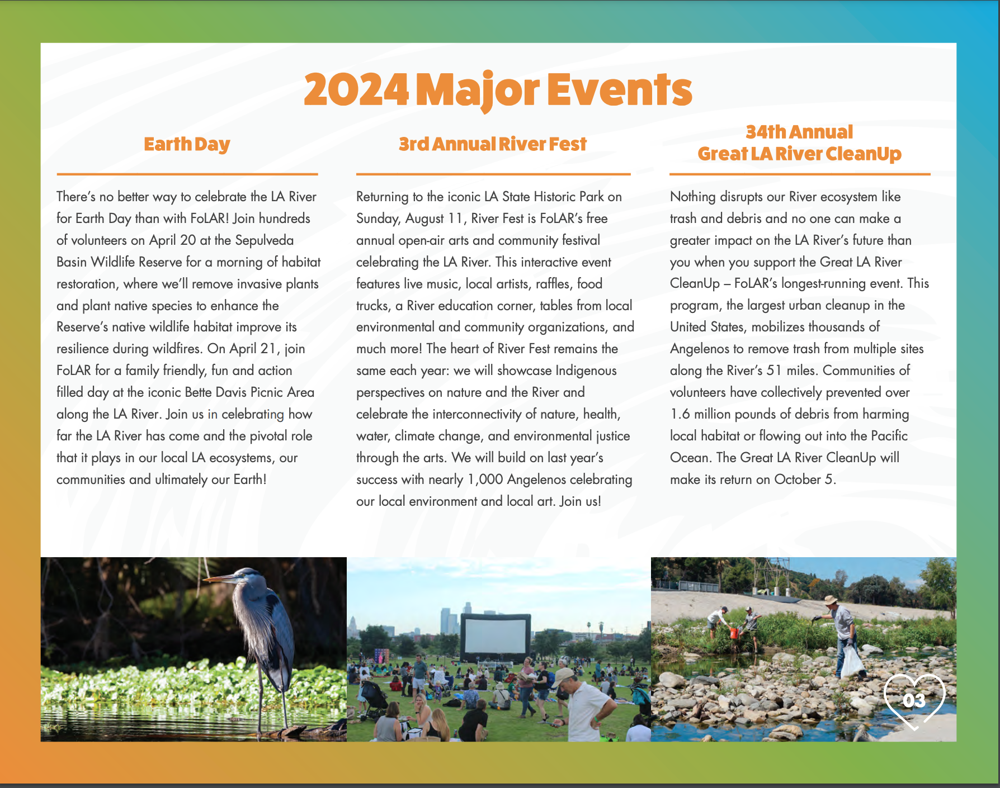 2024 Major Events
Earth Day
There’s no better way to celebrate the LA River
for Earth Day than with FoLAR! Join hundreds
of volunteers on April 20 at the Sepulveda
Basin Wildlife Reserve for a morning of habitat
restoration, where we’ll remove invasive plants
and plant native species to enhance the
Reserve’s native wildlife habitat improve its
resilience during wildfires. On April 21, join
FoLAR for a family friendly, fun and action
filled day at the iconic Bette Davis Picnic Area
along the LA River. Join us in celebrating how
far the LA River has come and the pivotal role
that it plays in our local LA ecosystems, our
communities and ultimately our Earth!
3rd Annual River Fest
Returning to the iconic LA State Historic Park on
Sunday, August 11, River Fest is FoLAR’s free
annual open-air arts and community festival
celebrating the LA River. This interactive event
features live music, local artists, raffles, food
trucks, a River education corner, tables from local
environmental and community organizations, and
much more! The heart of River Fest remains the
same each year: we will showcase Indigenous
perspectives on nature and the River and
celebrate the interconnectivity of nature, health,
water, climate change, and environmental justice
through the arts. We will build on last year’s
success with nearly 1,000 Angelenos celebrating
our local environment and local art. Join us!
34th Annual
Great LA River CleanUp
Nothing disrupts our River ecosystem like
trash and debris and no one can make a
greater impact on the LA River’s future than
you when you support the Great LA River
CleanUp – FoLAR’s longest-running event. This
program, the largest urban cleanup in the
United States, mobilizes thousands of
Angelenos to remove trash from multiple sites
along the River’s 51 miles. Communities of
volunteers have collectively prevented over
1.6 million pounds of debris from harming
local habitat or flowing out into the Pacific
Ocean. The Great LA River CleanUp will
make its return on October 5.
03